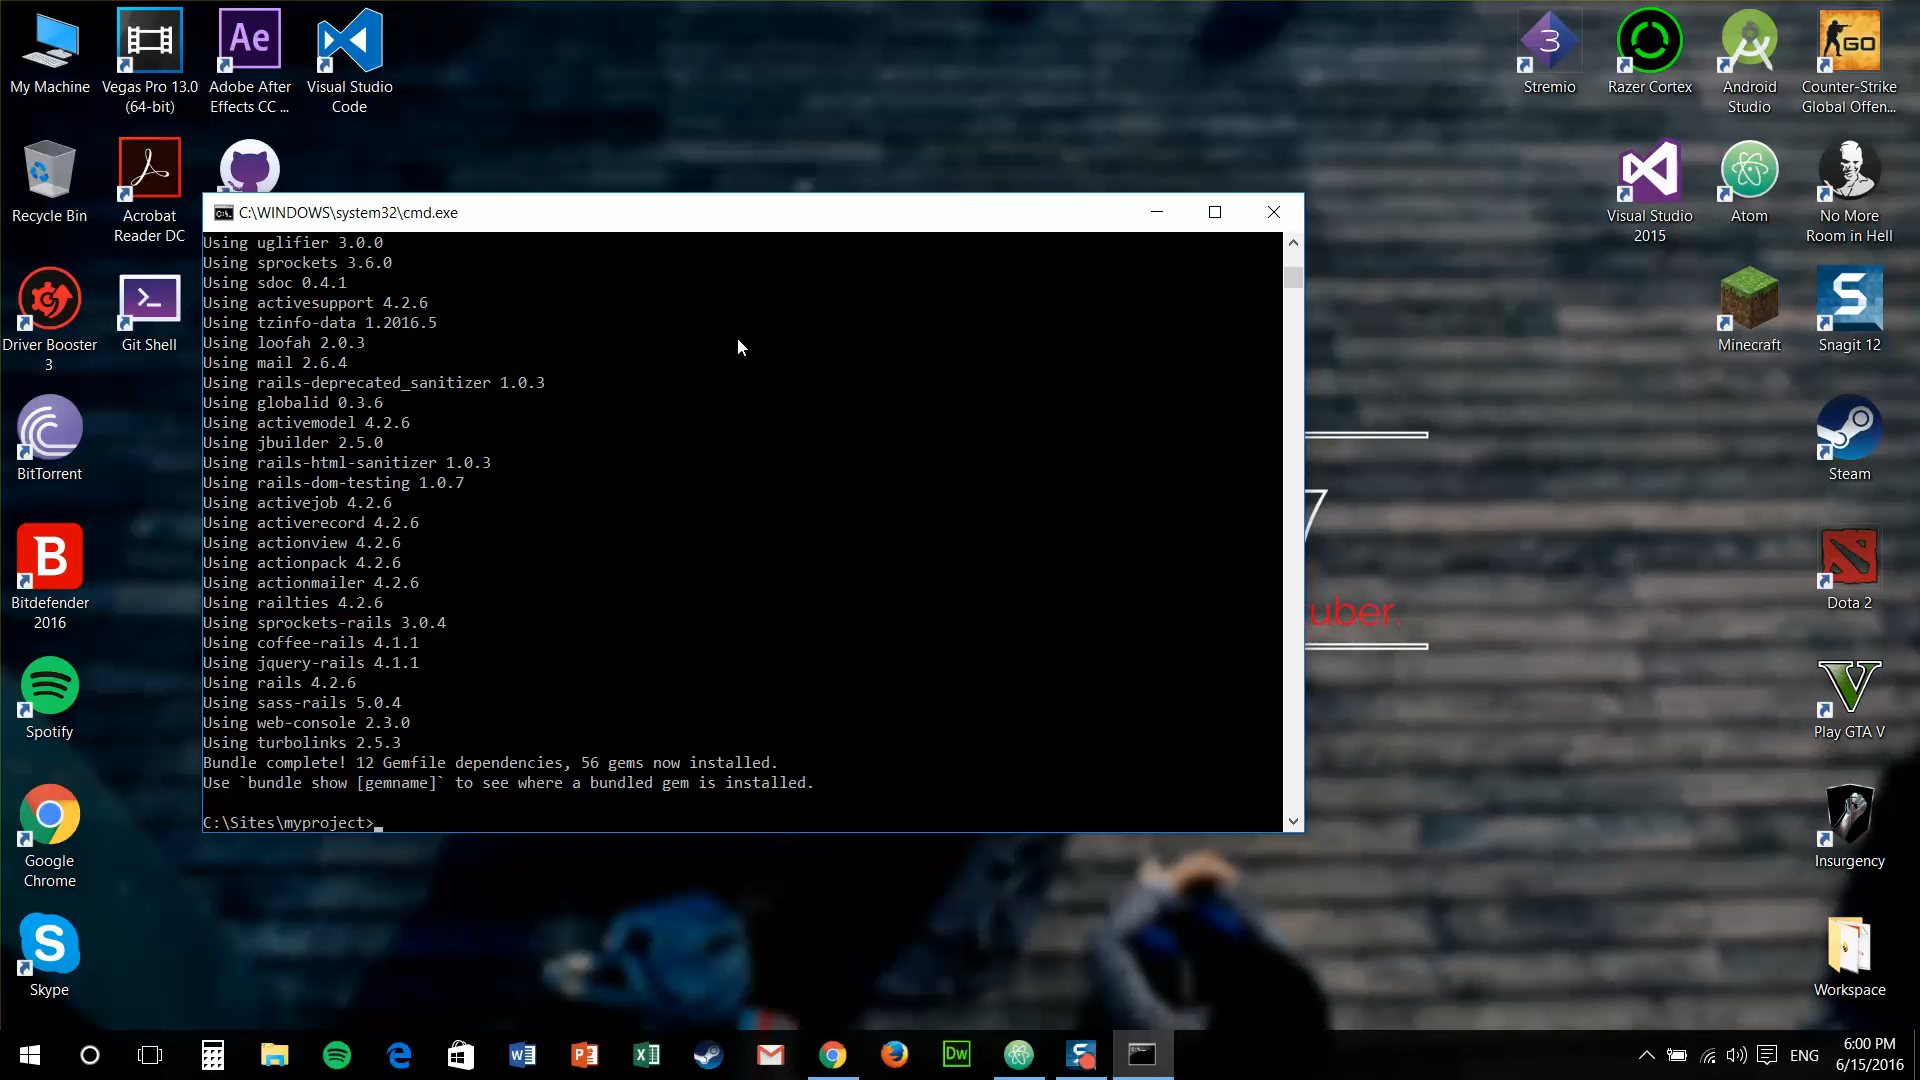 My Machine
Vegas Pro 13.0
(64-bit)
Ae
Adobe After
Effects CC ...
Visual Studio
Code
3
Stremio
Razer Cortex
Android
Studio
GO
Counter-Strike
Global Offen...
Recycle Bin
Acrobat
Reader DC
Visual Studio
2015
Atom
No More
Room in Hell
Driver Booster
3
Git Shell
Minecraft
S
Snagit 12
BitTorrent
Steam
B
Bitdefender
2016
Dota 2
Spotify
V
Play GTA V
Google
Chrome
Insurgency
S
Skype
Workspace
C:\WINDOWS\system32\cmd.exe
Using uglifier 3.0.0
Using sprockets 3.6.0
Using sdoc 0.4.1
Using activesupport 4.2.6
Using tzinfo-data 1.2016.5
Using loofah 2.0.3
Using mail 2.6.4
Using rails-deprecated_sanitizer 1.0.3
Using globalid 0.3.6
Using activemodel 4.2.6
Using jbuilder 2.5.0
Using rails-html-sanitizer 1.0.3
Using rails-dom-testing 1.0.7
Using activejob 4.2.6
Using activerecord 4.2.6
Using actionview 4.2.6
Using actionpack 4.2.6
Using actionmailer 4.2.6
Using railties 4.2.6
Using sprockets-rails 3.0.4
Using coffee-rails 4.1.1
Using jquery-rails 4.1.1
Using rails 4.2.6
Using sass-rails 5.0.4
Using web-console 2.3.0
Using turbolinks 2.5.3
Bundle complete! 12 Gemfile dependencies, 56 gems now installed.
Use `bundle show [gemname]` to see where a bundled gem is installed.
C:\Sites\myproject>_
7
uber.
Dw
ENG
6:00 PM
6/15/2016